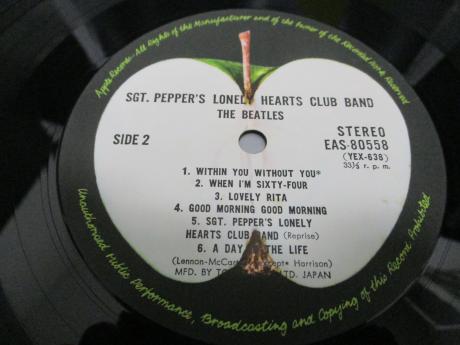 Apple Records · All Rights of the Manufacturer and of the Owner of the Recorded Work Reserved
SGT. PEPPER'S LONELY HEARTS CLUB BAND
THE BEATLES
SIDE 2
STEREO
EAS-80558
(YEX-638)
33⅓ r. p. m.
1. WITHIN YOU WITHOUT YOU*
2. WHEN I'M SIXTY-FOUR
3. LOVELY RITA
4. GOOD MORNING GOOD MORNING
5. SGT. PEPPER'S LONELY
HEARTS CLUB BAND (Reprise)
6. A DAY IN THE LIFE
(Lennon-McCart Harrison)
MFD. BY TO LTD. JAPAN
Unauthorised Public Performance, Broadcasting and Copying of this Record Prohibited